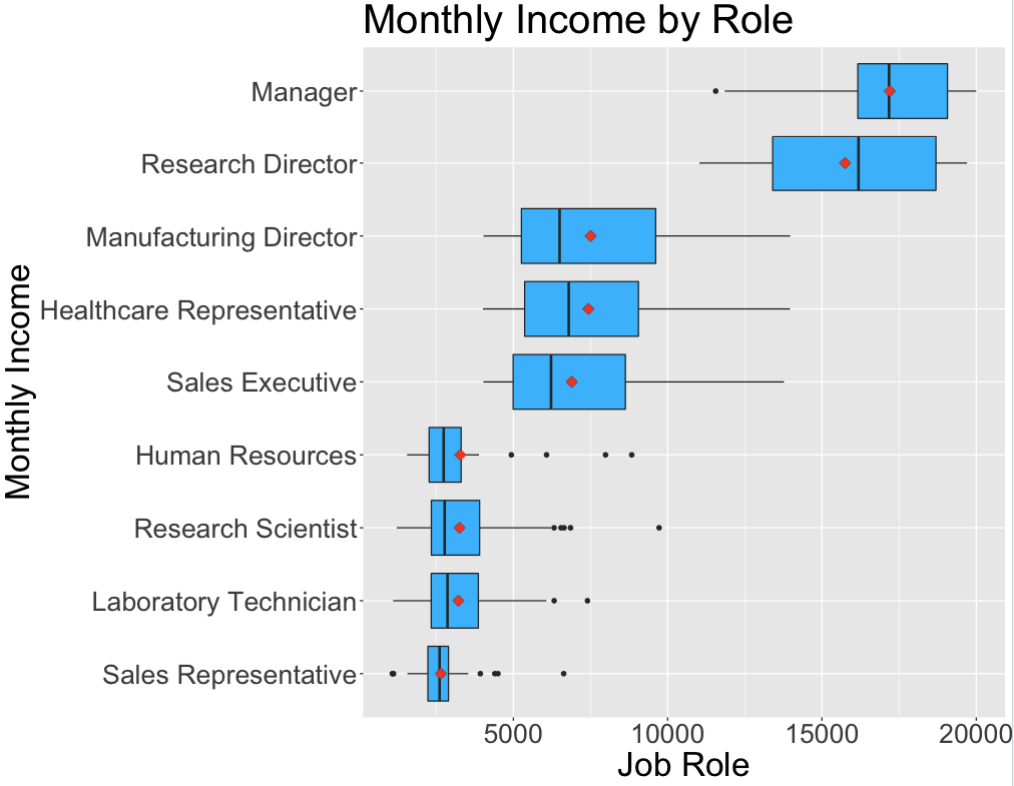 Monthly Income by Role
Monthly Income
Manager
Research Director
Manufacturing Director
Healthcare Representative
Sales Executive
Human Resources
Research Scientist
Laboratory Technician
Sales Representative
5000 10000 15000 20000
Job Role